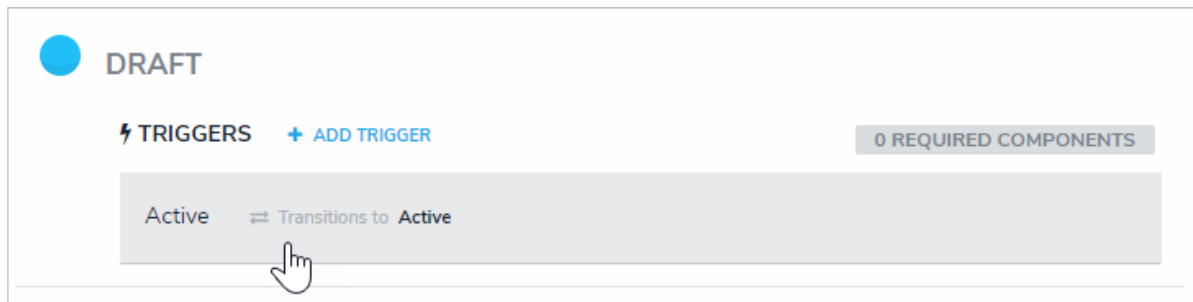 DRAFT
TRIGGERS + ADD TRIGGER
0 REQUIRED COMPONENTS
Active Transitions to Active